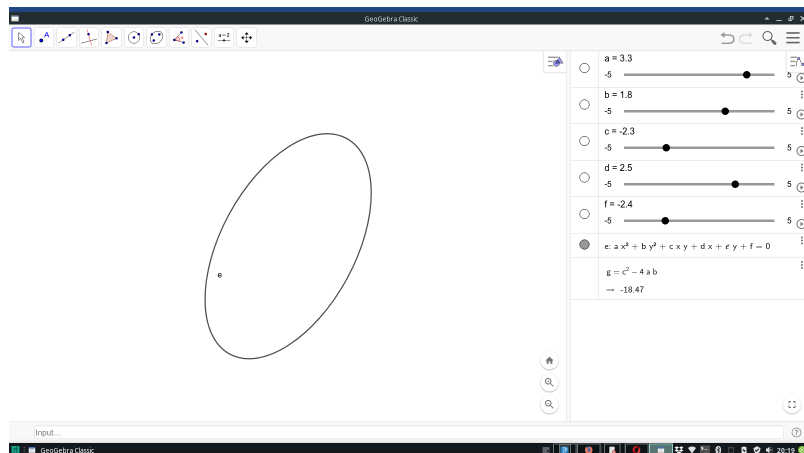 GeoGebra Classic
a=2
a = 3.3
-5
5
b = 1.8
-5
5
c = -2.3
-5
5
d = 2.5
-5
5
f = -2.4
-5
5
e: a x² + b y² + c x y + d x + ℯ y + f = 0
g = c² − 4 a b
→ -18.47
e
Input...
GeoGebra Classic
20:19